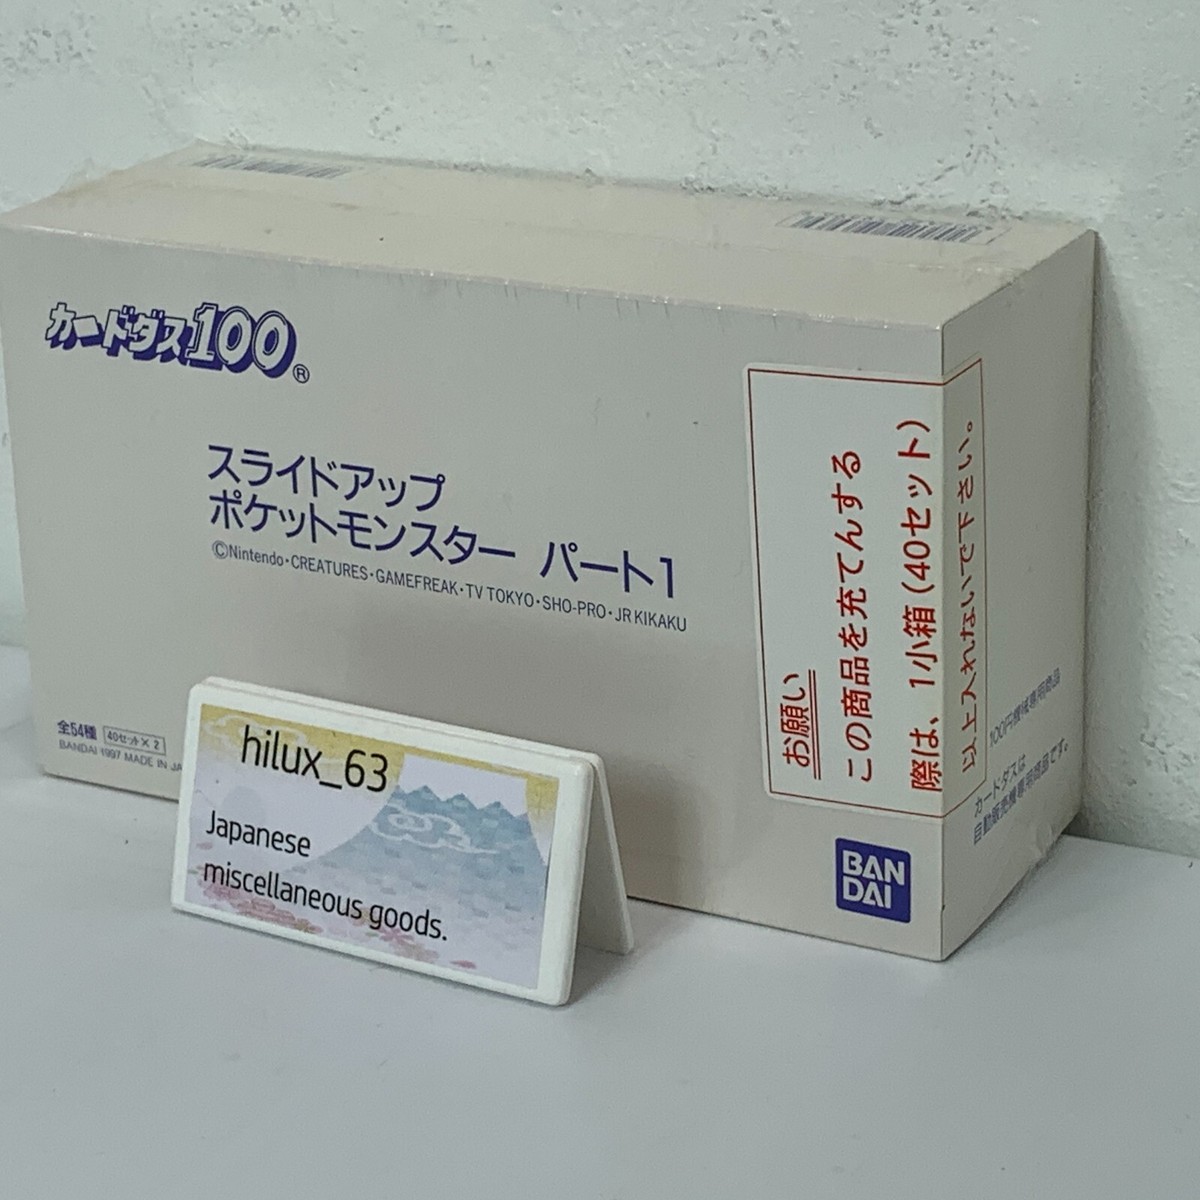 カードダス100®
スライドアップ
ポケットモンスター パート1
©Nintendo・CREATURES・GAMEFREAK・TV TOKYO・SHO-PRO・JR KIKAKU
全54種 40セット×2
BANDAI 1997 MADE IN JA
お願い
この商品を充てんする
際は、1小箱(40セット)
以上入れないで下さい。
100円機械専用商品
カードダスは
自動販売機専用商品です。
BAN
DAI
hilux_63
Japanese
miscellaneous goods.